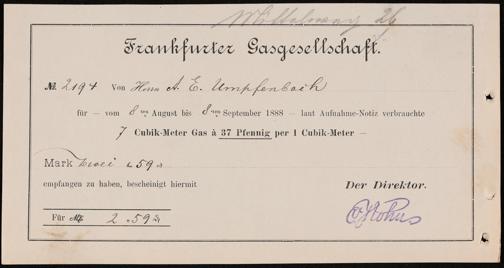 Mittelweg 26
Frankfurter Gasgesellschaft.
№ 2194 Von Herrn A. E. Umpfenbach
für — vom 8ten August bis 8ten September 1888 — laut Aufnahme-Notiz verbrauchte
7 Cubik-Meter Gas à 37 Pfennig per 1 Cubik-Meter —
Mark zwei 59
empfangen zu haben, bescheinigt hiermit
Der Direktor.
Für M 2.59